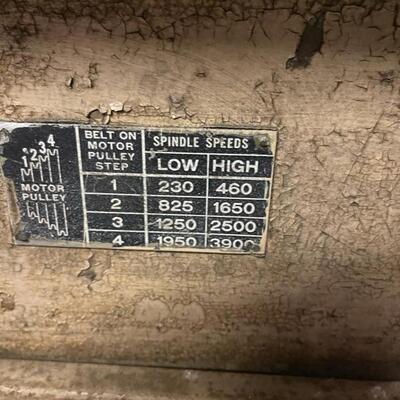 1 2 3 4
MOTOR
PULLEY
BELT ON
MOTOR
PULLEY
STEP
SPINDLE SPEEDS
LOW HIGH
1 230 460
2 825 1650
3 1250 2500
4 1950 3900